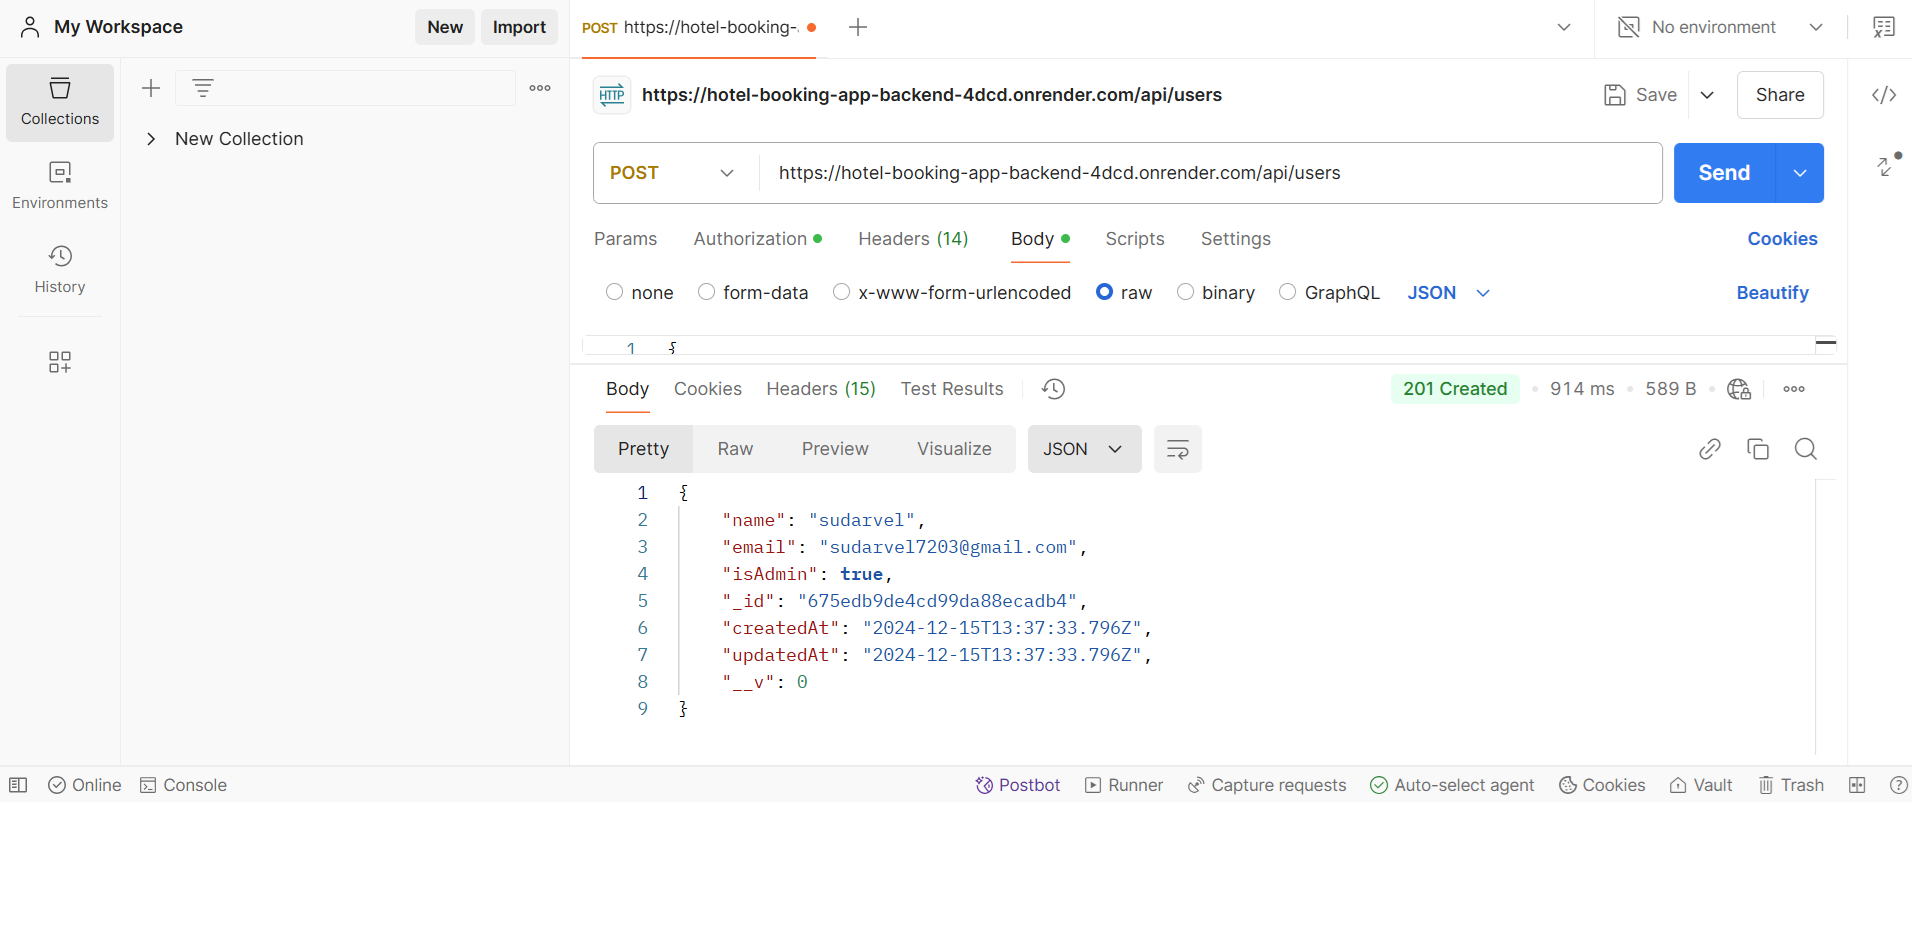 My Workspace New Import POST https://hotel-booking- No environment
Collections
New Collection
Environments
History
HTTP https://hotel-booking-app-backend-4dcd.onrender.com/api/users Save Share
POST https://hotel-booking-app-backend-4dcd.onrender.com/api/users Send
Params Authorization Headers (14) Body Scripts Settings Cookies
none form-data x-www-form-urlencoded raw binary GraphQL JSON Beautify
1 {
Body Cookies Headers (15) Test Results 201 Created 914 ms 589 B
Pretty Raw Preview Visualize JSON
1 {
2 "name": "sudarvel",
3 "email": "sudarvel7203@gmail.com",
4 "isAdmin": true,
5 "_id": "675edb9de4cd99da88ecadb4",
6 "createdAt": "2024-12-15T13:37:33.796Z",
7 "updatedAt": "2024-12-15T13:37:33.796Z",
8 "__v": 0
9 }
Online Console Postbot Runner Capture requests Auto-select agent Cookies Vault Trash